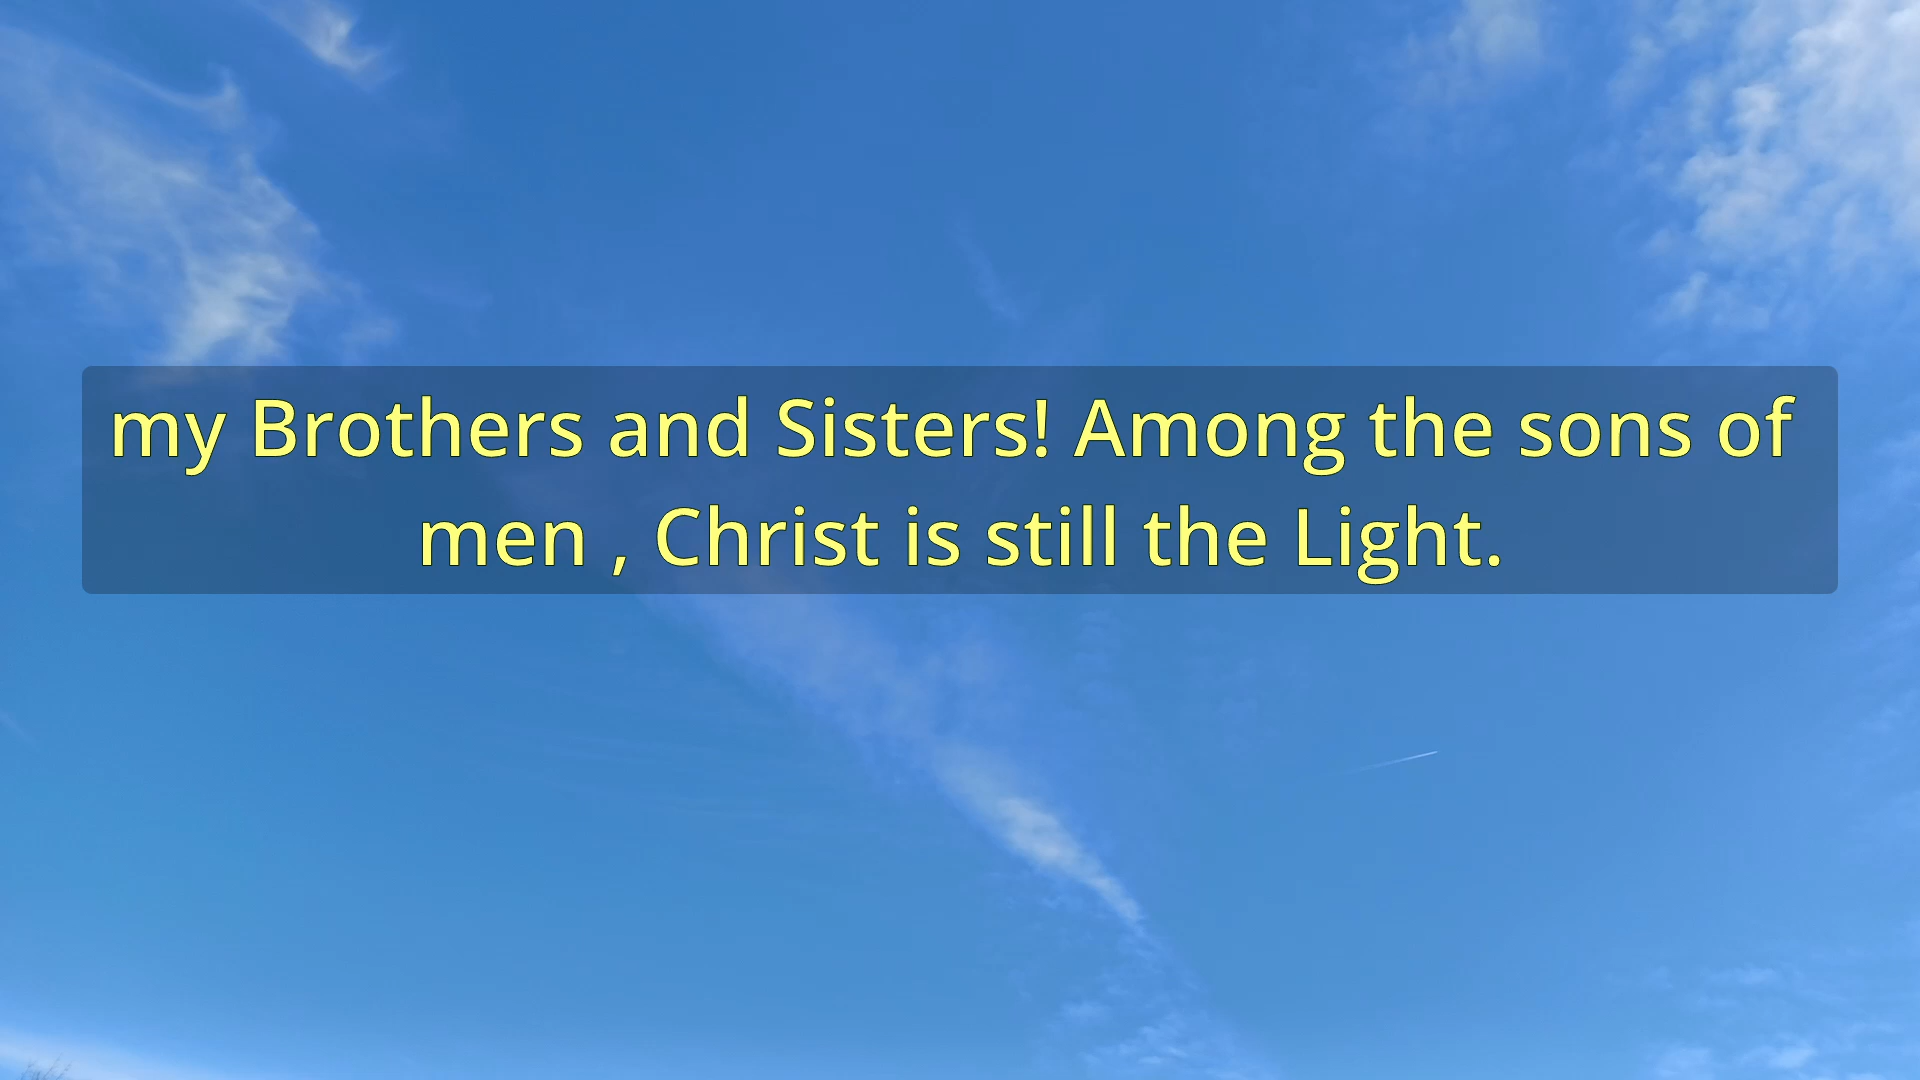 my Brothers and Sisters! Among the sons of
men , Christ is still the Light.